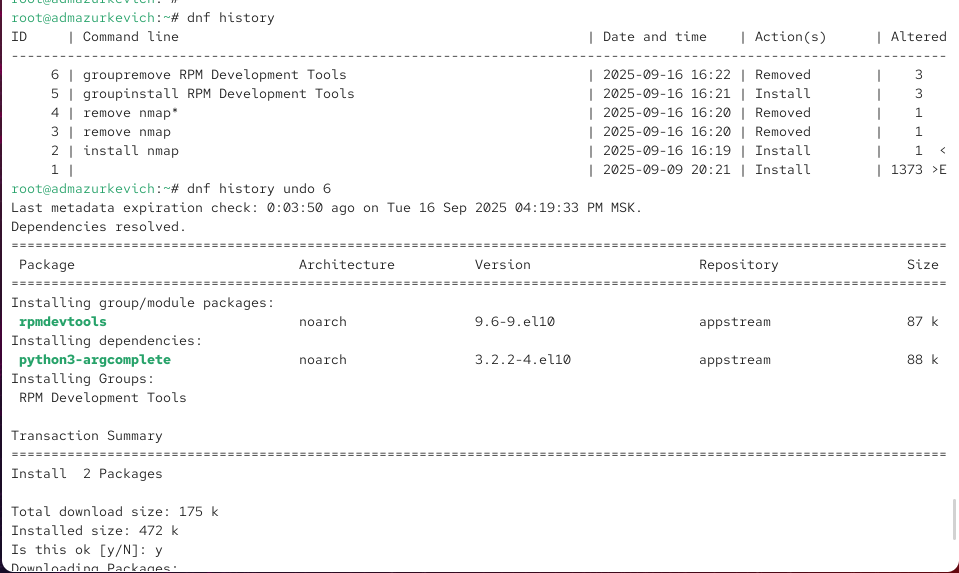 root@admazurkevich:~#
root@admazurkevich:~# dnf history
ID     | Command line                                                                | Date and time    | Action(s)      | Altered
---------------------------------------------------------------------------------------------------------------------
     6 | groupremove RPM Development Tools                              | 2025-09-16 16:22 | Removed        |    3
     5 | groupinstall RPM Development Tools                             | 2025-09-16 16:21 | Install        |    3
     4 | remove nmap*                                                   | 2025-09-16 16:20 | Removed        |    1
     3 | remove nmap                                                    | 2025-09-16 16:20 | Removed        |    1
     2 | install nmap                                                   | 2025-09-16 16:19 | Install        |    1  <
     1 |                                                                | 2025-09-09 20:21 | Install        | 1373 >E
root@admazurkevich:~# dnf history undo 6
Last metadata expiration check: 0:03:50 ago on Tue 16 Sep 2025 04:19:33 PM MSK.
Dependencies resolved.
=====================================================================================================================
 Package                            Architecture          Version                     Repository                Size
=====================================================================================================================
Installing group/module packages:
 rpmdevtools                        noarch                9.6-9.el10                  appstream                 87 k
Installing dependencies:
 python3-argcomplete                noarch                3.2.2-4.el10                appstream                 88 k
Installing Groups:
 RPM Development Tools

Transaction Summary
=====================================================================================================================
Install  2 Packages

Total download size: 175 k
Installed size: 472 k
Is this ok [y/N]: y
Downloading Packages: